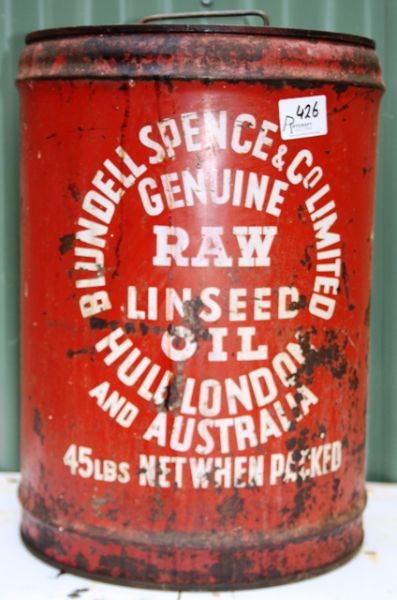 426
BLUNDELL SPENCE & CO LIMITED
GENUINE
RAW
LINSEED
OIL
HULL LONDON
AND AUSTRALIA
45LBS NET WHEN PACKED